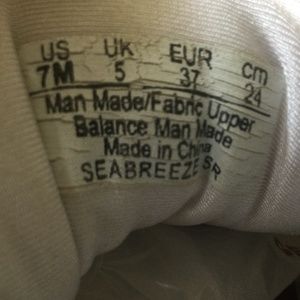 US UK EUR cm
7M 5 37 24
Man Made/Fabric Upper
Balance Man Made
Made in China
SEABREEZE SR